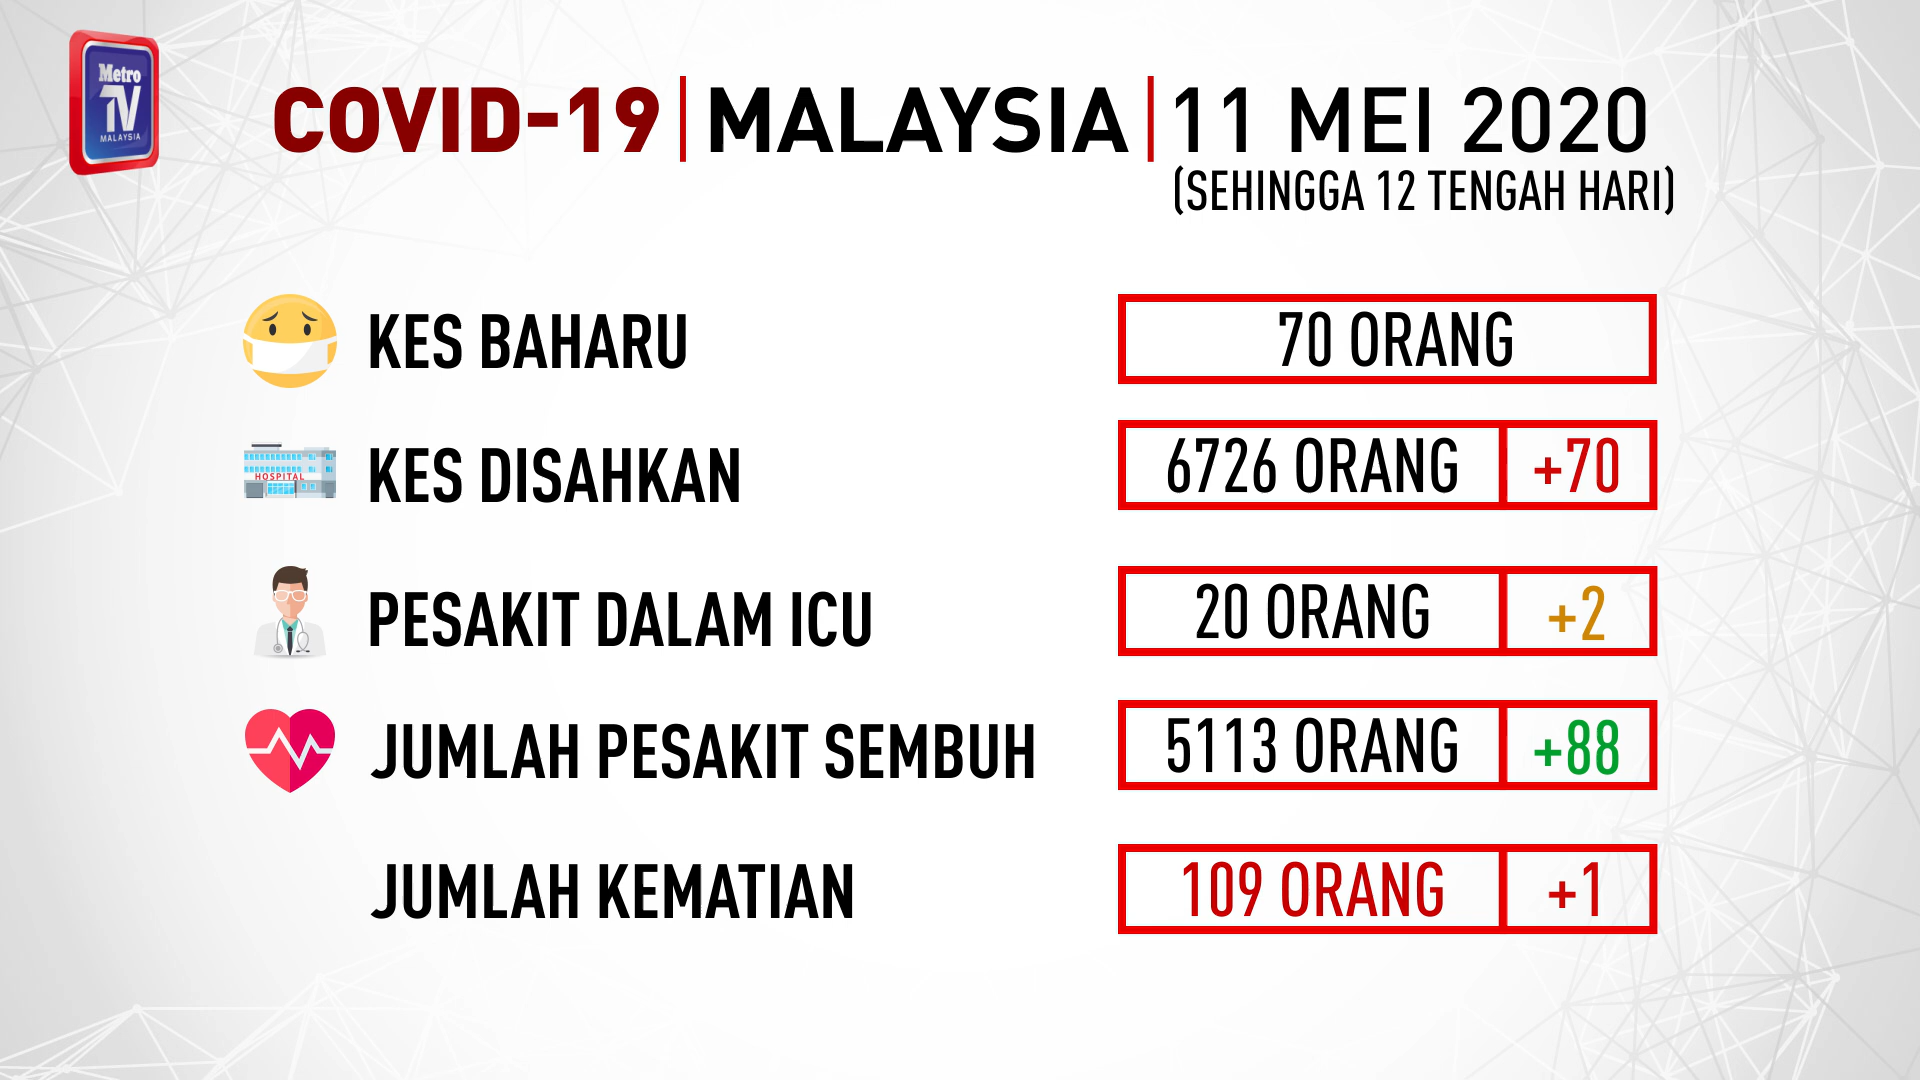 Metro
TV
MALAYSIA
COVID-19 | MALAYSIA | 11 MEI 2020
(SEHINGGA 12 TENGAH HARI)
KES BAHARU 70 ORANG
HOSPITAL
KES DISAHKAN 6726 ORANG +70
PESAKIT DALAM ICU 20 ORANG +2
JUMLAH PESAKIT SEMBUH 5113 ORANG +88
JUMLAH KEMATIAN 109 ORANG +1